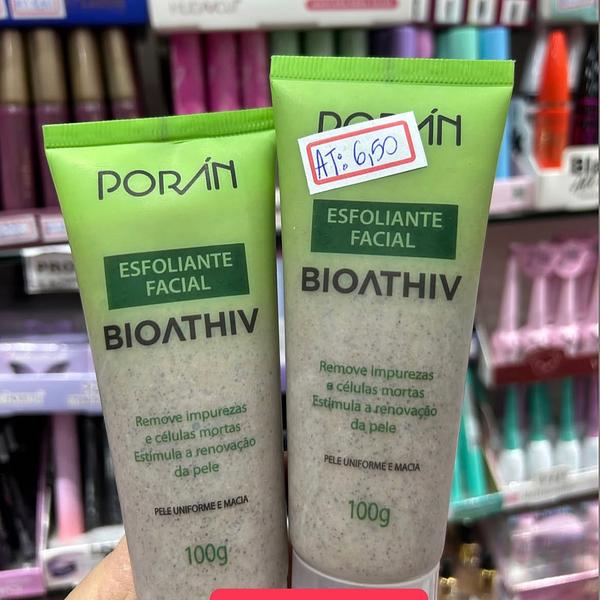 PORÁN
ESFOLIANTE
FACIAL
BIOATHIV
Remove impurezas
e células mortas
Estimula a renovação
da pele
PELE UNIFORME E MACIA
100g
PORÁN
AT: 6,50
ESFOLIANTE
FACIAL
BIOATHIV
Remove impurezas
e células mortas
Estimula a renovação
da pele
PELE UNIFORME E MACIA
100g